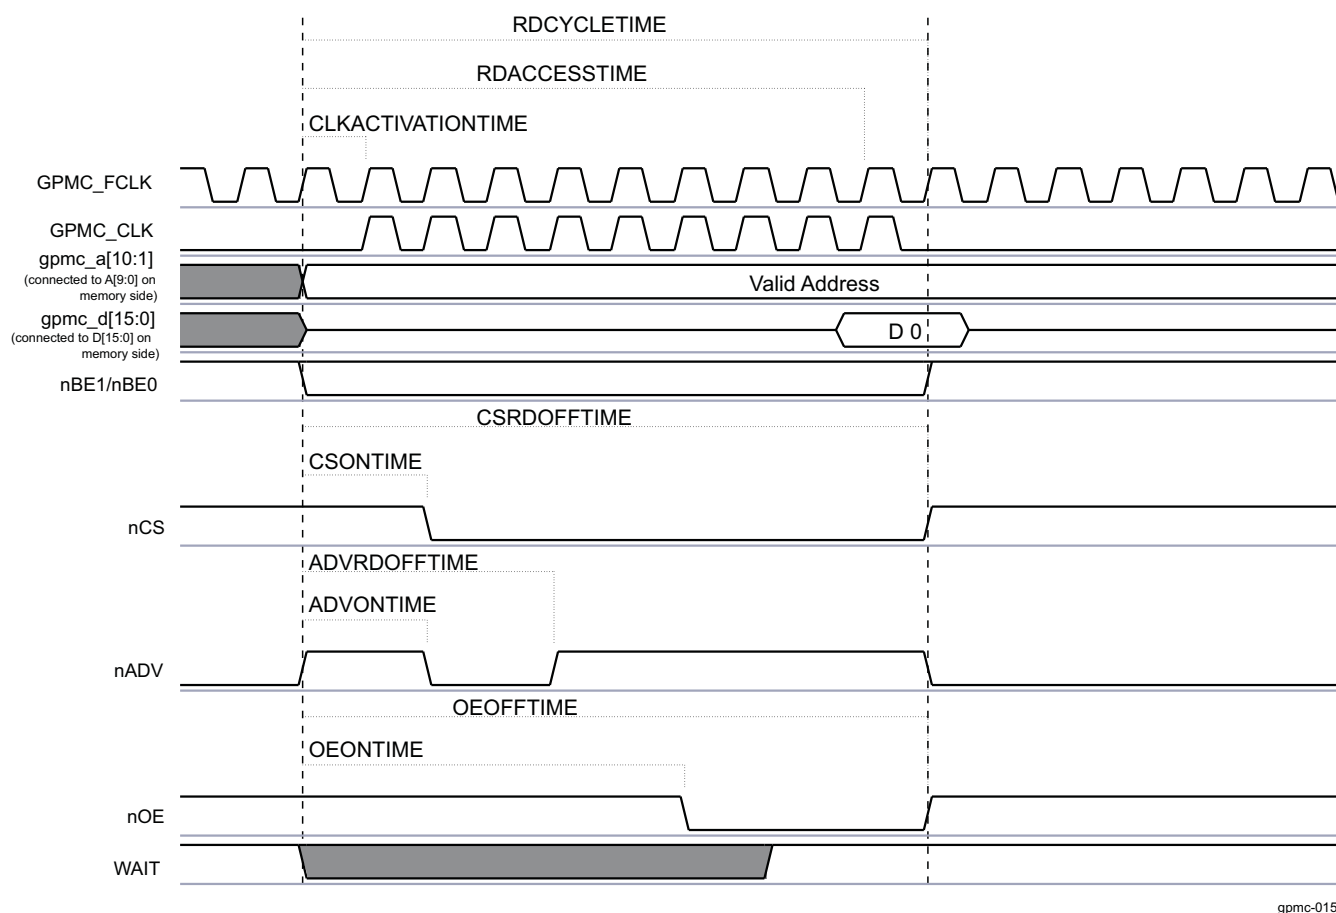 RDCYCLETIME
RDACCESSTIME
CLKACTIVATIONTIME
GPMC_FCLK
GPMC_CLK
gpmc_a[10:1]
(connected to A[9:0] on
memory side)
Valid Address
gpmc_d[15:0]
(connected to D[15:0] on
memory side)
D 0
nBE1/nBE0
CSRDOFFTIME
CSONTIME
nCS
ADVRDOFFTIME
ADVONTIME
nADV
OEOFFTIME
OEONTIME
nOE
WAIT
gpmc-015